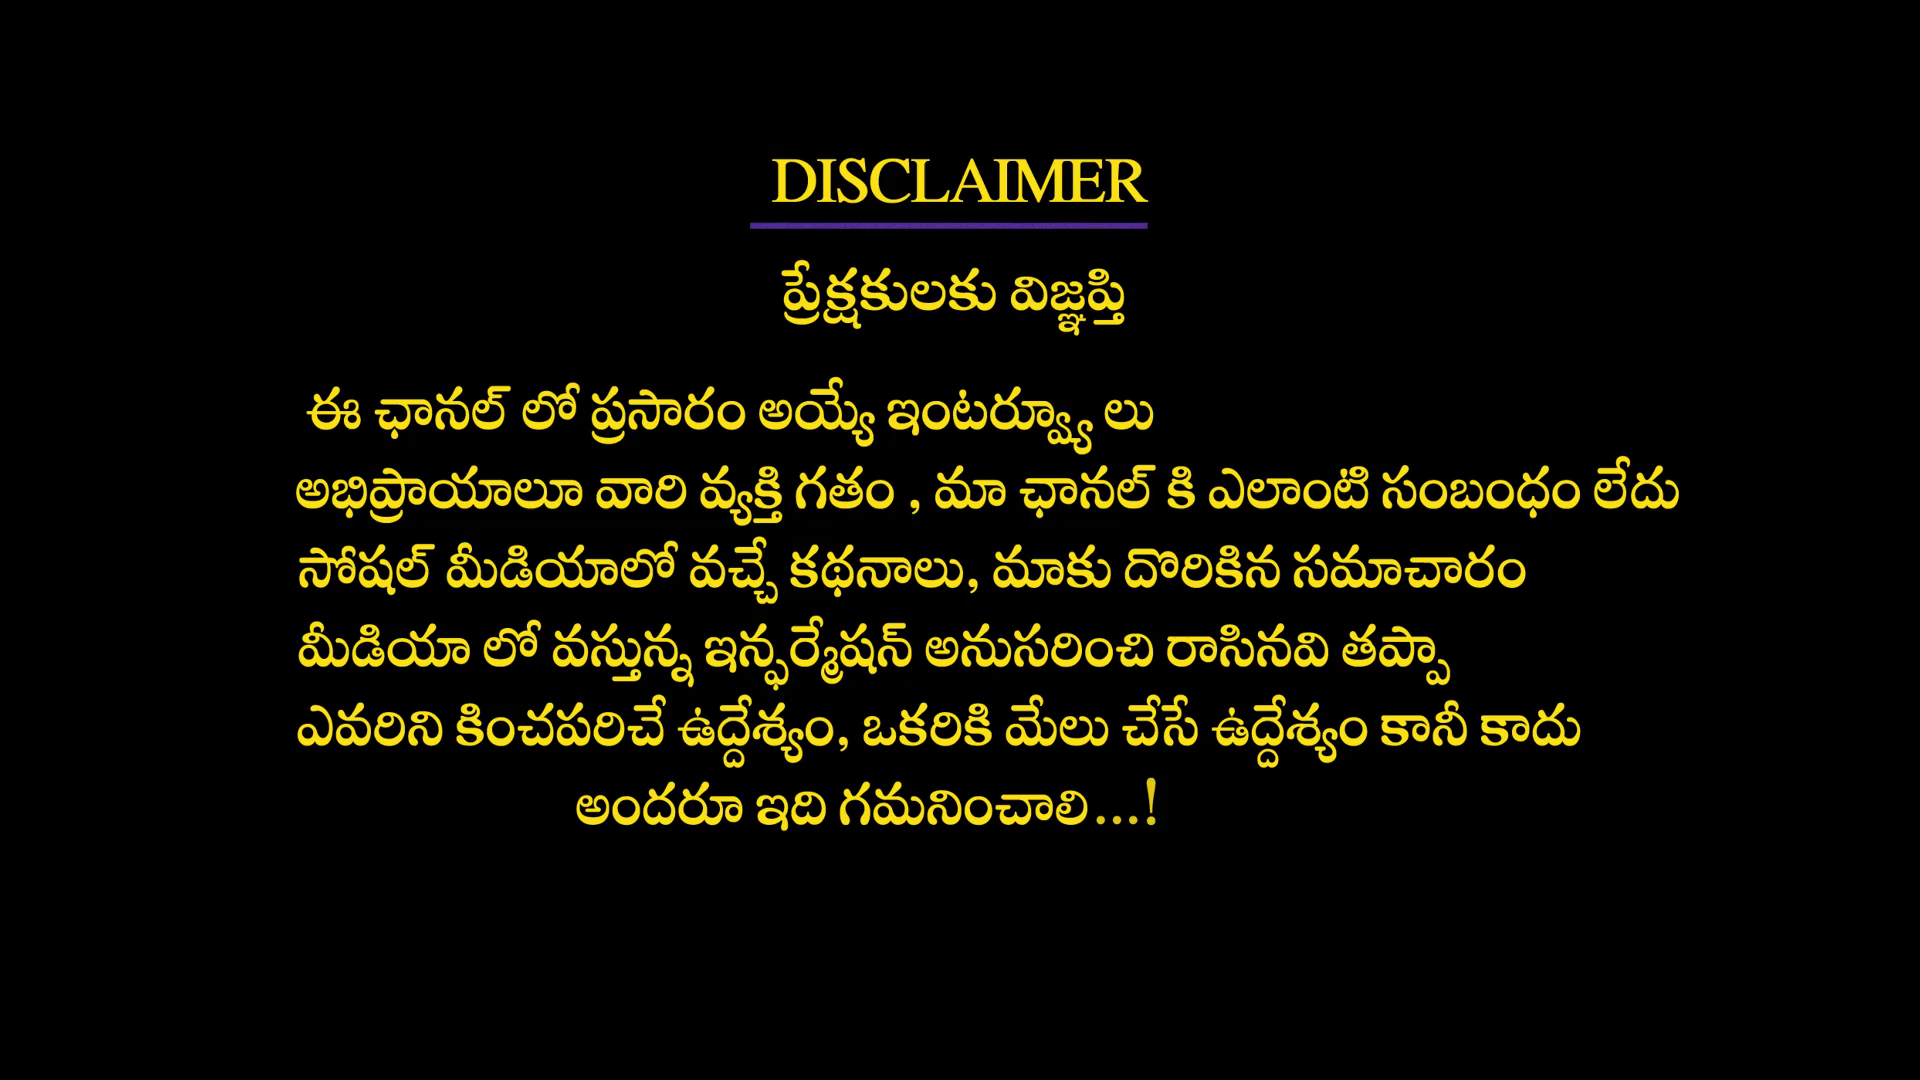 DISCLAIMER
ప్రేక్షకులకు విజ్ఞప్తి
ఈ ఛానల్ లో ప్రసారం అయ్యే ఇంటర్వ్యూ లు
అభిప్రాయాలూ వారి వ్యక్తి గతం , మా ఛానల్ కి ఎలాంటి సంబంధం లేదు
సోషల్ మీడియాలో వచ్చే కథనాలు, మాకు దొరికిన సమాచారం
మీడియా లో వస్తున్న ఇన్ఫర్మేషన్ అనుసరించి రాసినవి తప్పా
ఎవరిని కించపరిచే ఉద్దేశ్యం, ఒకరికి మేలు చేసే ఉద్దేశ్యం కానీ కాదు
అందరూ ఇది గమనించాలి...!